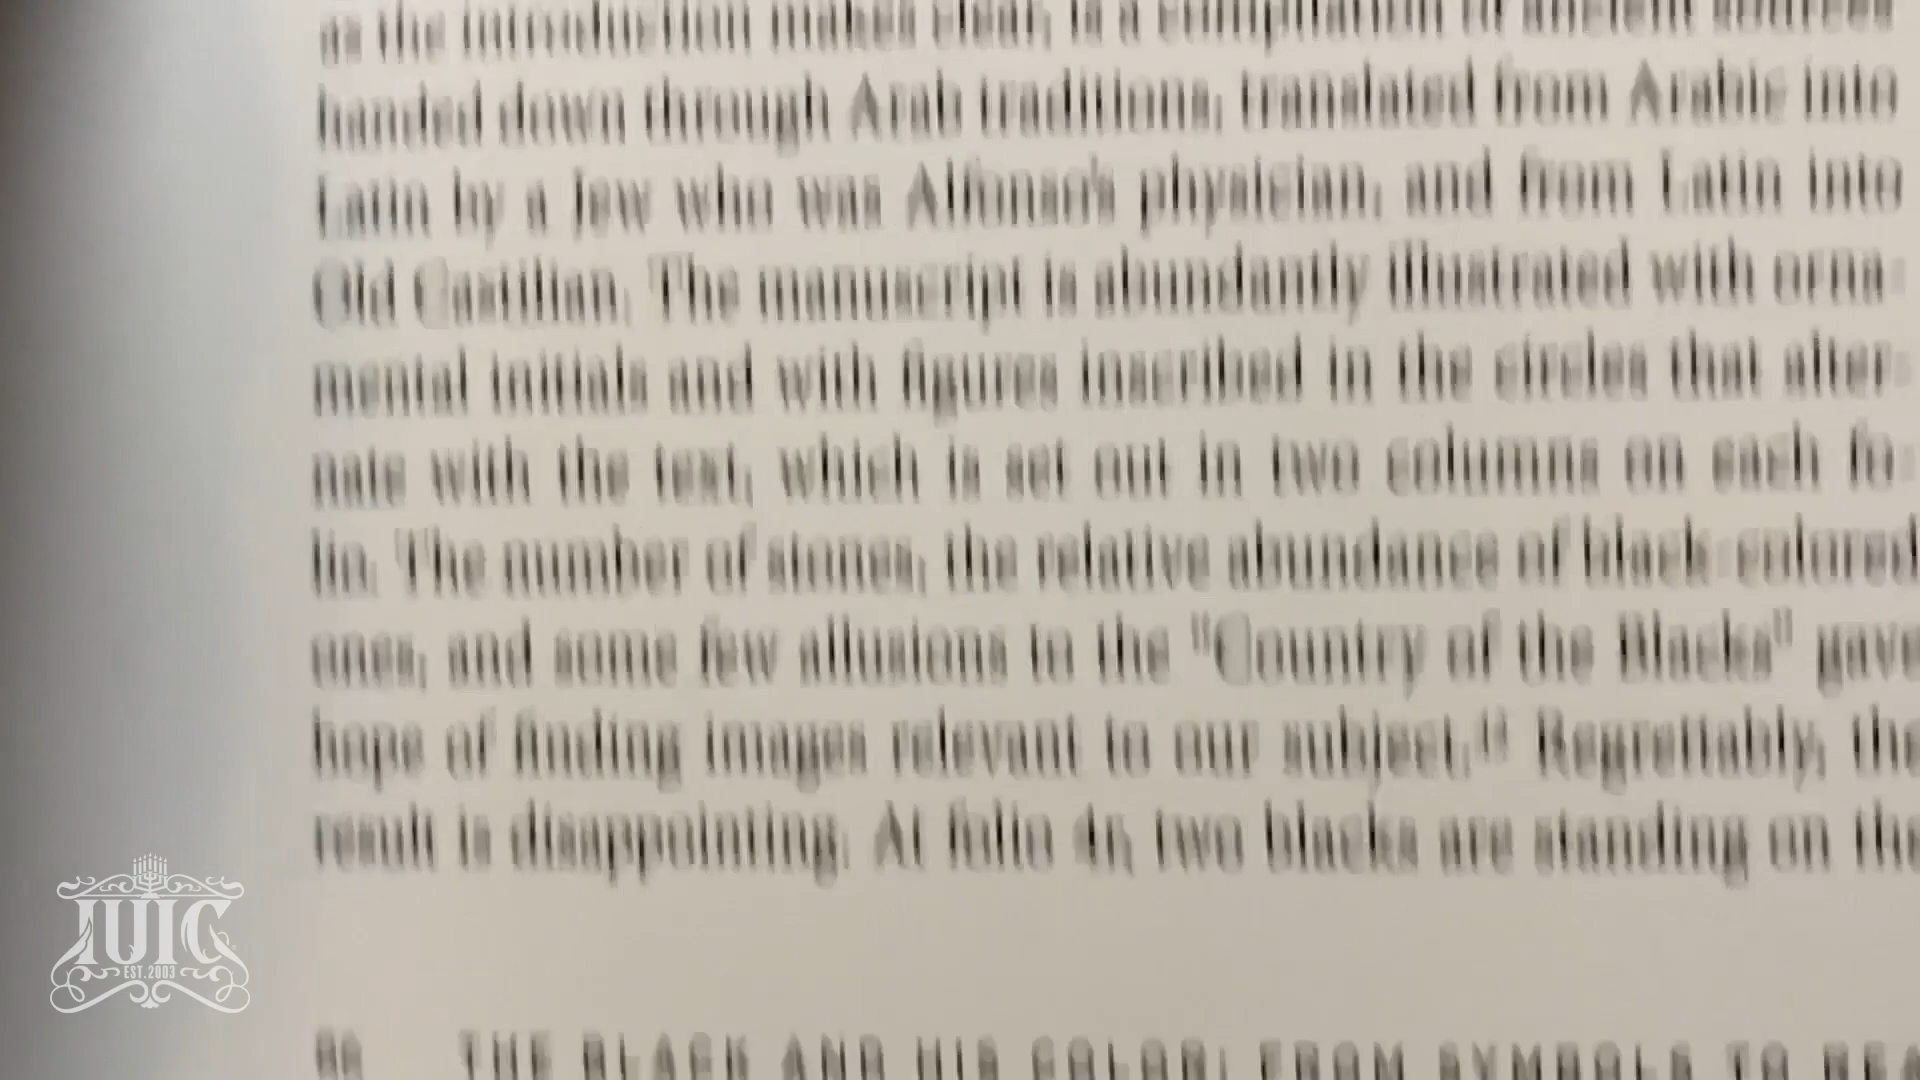 as the introduction makes clear, is a compilation of ancient sources
handed down through Arab traditions, translated from Arabic into
Latin by a Jew who was Alfonso's physician, and from Latin into
Old Castilian. The manuscript is abundantly illustrated with orna-
mental initials and with figures inscribed in the circles that alter-
nate with the text, which is set out in two columns on each fo-
lio. The number of stones, the relative abundance of black-colored
ones, and some few allusions to the "Country of the Blacks" gave
hope of finding images relevant to our subject. Regrettably, the
result is disappointing. At folio two blacks are standing on the
THE BLACK AND HIS COLOR: FROM SYMBOLS TO REA
IUIC
EST. 2003